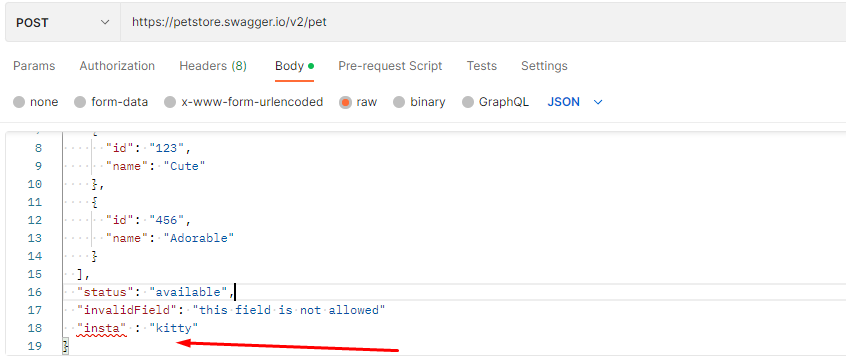 POST https://petstore.swagger.io/v2/pet
Params Authorization Headers (8) Body Pre-request Script Tests Settings
none form-data x-www-form-urlencoded raw binary GraphQL JSON
8 "id": "123",
9 "name": "Cute"
10 },
11 {
12 "id": "456",
13 "name": "Adorable"
14 }
15 ],
16 "status": "available",
17 "invalidField": "this field is not allowed"
18 "insta" : "kitty"
19 }